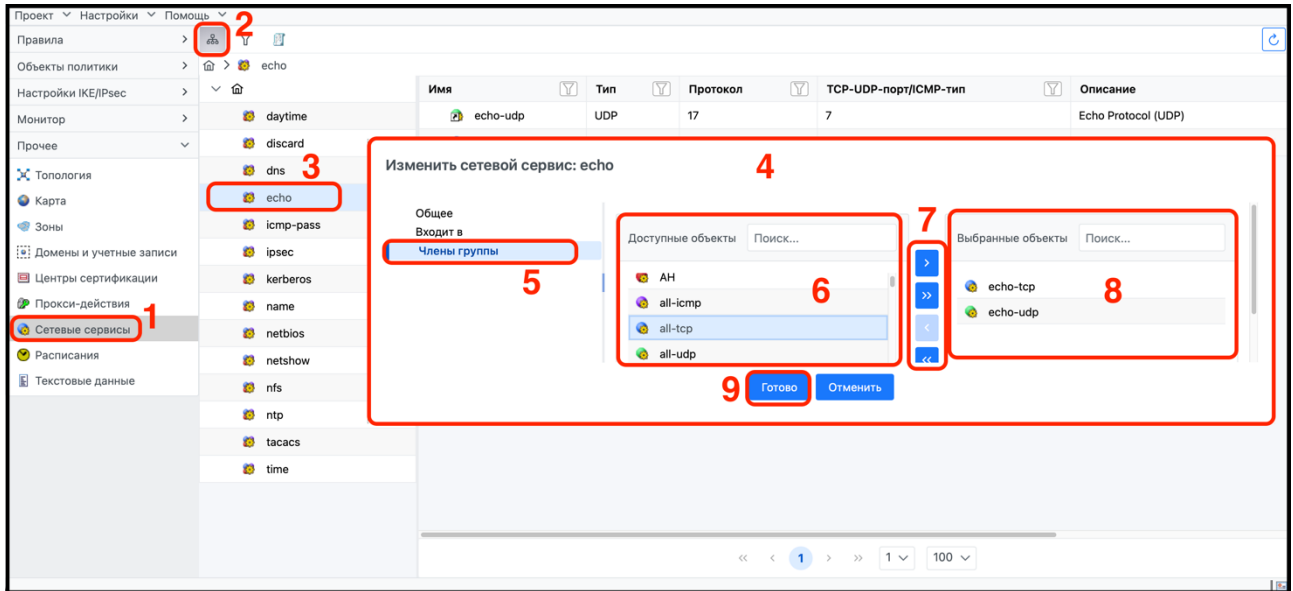 Проект Настройки Помощь
2
Правила
Объекты политики
echo
Настройки IKE/IPsec
Имя Тип Протокол TCP-UDP-порт/ICMP-тип Описание
Монитор
daytime
echo-udp UDP 17 7 Echo Protocol (UDP)
Прочее
discard
Изменить сетевой сервис: echo
4
dns
3
Топология
echo
Карта
Общее
7
icmp-pass
Зоны
Входит в
Доступные объекты Поиск...
Выбранные объекты Поиск...
Домены и учетные записи
ipsec
Члены группы
5
Центры сертификации
kerberos
AH
6
echo-tcp
8
Прокси-действия
name
all-icmp
echo-udp
1
Сетевые сервисы
netbios
all-tcp
Расписания
netshow
all-udp
Текстовые данные
nfs
9
Готово Отменить
ntp
tacacs
time
<< < 1 > >> 1 100